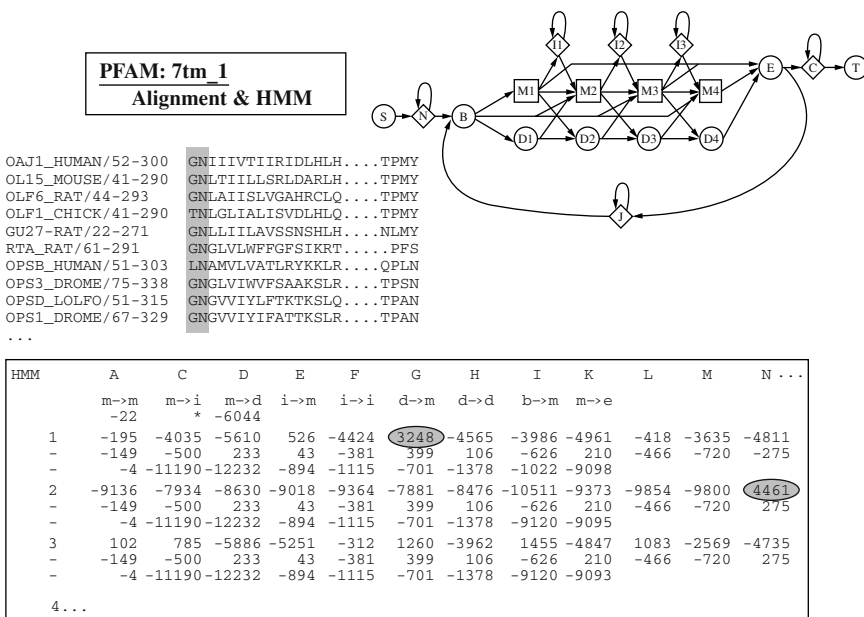 PFAM: 7tm_1
Alignment & HMM
I1 I2 I3
M1 M2 M3 M4
S N B E C T
D1 D2 D3 D4
J
OAJ1_HUMAN/52-300 GNIIIVTIIRIDLHLH....TPMY
OL15_MOUSE/41-290 GNLTIILLSRLDARLH....TPMY
OLF6_RAT/44-293 GNLAIISLVGAHRCLQ....TPMY
OLF1_CHICK/41-290 TNLGLIALISVDLHLQ....TPMY
GU27-RAT/22-271 GNLLIILAVSSNSHLH....NLMY
RTA_RAT/61-291 GNGLVLWFFGFSIKRT.....PFS
OPSB_HUMAN/51-303 LNAMVLVATLRYKKLR....QPLN
OPS3_DROME/75-338 GNGLVIWVFSAAKSLR....TPSN
OPSD_LOLFO/51-315 GNGVVIYLFTKTKSLQ....TPAN
OPS1_DROME/67-329 GNGVVIYIFATTKSLR....TPAN
...
HMM A C D E F G H I K L M N ...
m->m m->i m->d i->m i->i d->m d->d b->m m->e
-22 * -6044
1 -195 -4035 -5610 526 -4424 3248 -4565 -3986 -4961 -418 -3635 -4811
- -149 -500 233 43 -381 399 106 -626 210 -466 -720 -275
- -4 -11190 -12232 -894 -1115 -701 -1378 -1022 -9098
2 -9136 -7934 -8630 -9018 -9364 -7881 -8476 -10511 -9373 -9854 -9800 4461
- -149 -500 233 43 -381 399 106 -626 210 -466 -720 275
- -4 -11190 -12232 -894 -1115 -701 -1378 -9120 -9095
3 102 785 -5886 -5251 -312 1260 -3962 1455 -4847 1083 -2569 -4735
- -149 -500 233 43 -381 399 106 -626 210 -466 -720 275
- -4 -11190 -12232 -894 -1115 -701 -1378 -9120 -9093
4...